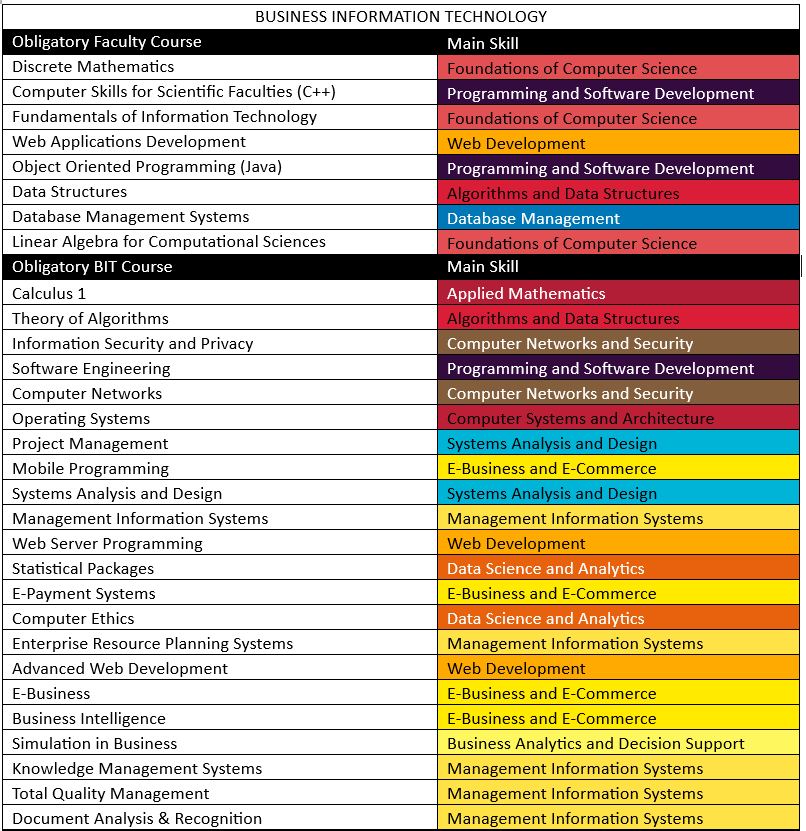 BUSINESS INFORMATION TECHNOLOGY
Obligatory Faculty Course Main Skill
Discrete Mathematics Foundations of Computer Science
Computer Skills for Scientific Faculties (C++) Programming and Software Development
Fundamentals of Information Technology Foundations of Computer Science
Web Applications Development Web Development
Object Oriented Programming (Java) Programming and Software Development
Data Structures Algorithms and Data Structures
Database Management Systems Database Management
Linear Algebra for Computational Sciences Foundations of Computer Science
Obligatory BIT Course Main Skill
Calculus 1 Applied Mathematics
Theory of Algorithms Algorithms and Data Structures
Information Security and Privacy Computer Networks and Security
Software Engineering Programming and Software Development
Computer Networks Computer Networks and Security
Operating Systems Computer Systems and Architecture
Project Management Systems Analysis and Design
Mobile Programming E-Business and E-Commerce
Systems Analysis and Design Systems Analysis and Design
Management Information Systems Management Information Systems
Web Server Programming Web Development
Statistical Packages Data Science and Analytics
E-Payment Systems E-Business and E-Commerce
Computer Ethics Data Science and Analytics
Enterprise Resource Planning Systems Management Information Systems
Advanced Web Development Web Development
E-Business E-Business and E-Commerce
Business Intelligence E-Business and E-Commerce
Simulation in Business Business Analytics and Decision Support
Knowledge Management Systems Management Information Systems
Total Quality Management Management Information Systems
Document Analysis & Recognition Management Information Systems